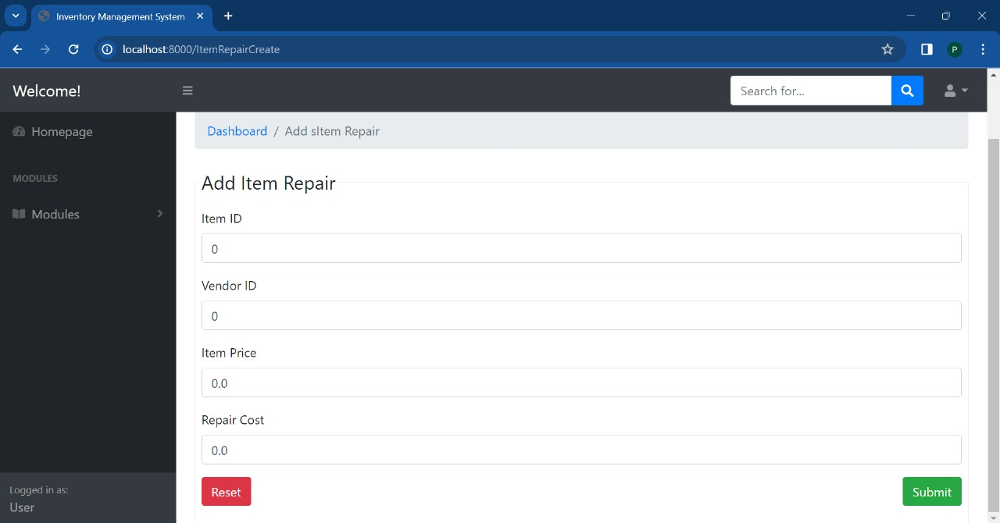 Inventory Management System
localhost:8000/ItemRepairCreate
P
Welcome!
Search for...
Homepage
MODULES
Modules
Logged in as:
User
Dashboard / Add sItem Repair
Add Item Repair
Item ID
0
Vendor ID
0
Item Price
0.0
Repair Cost
0.0
Reset
Submit